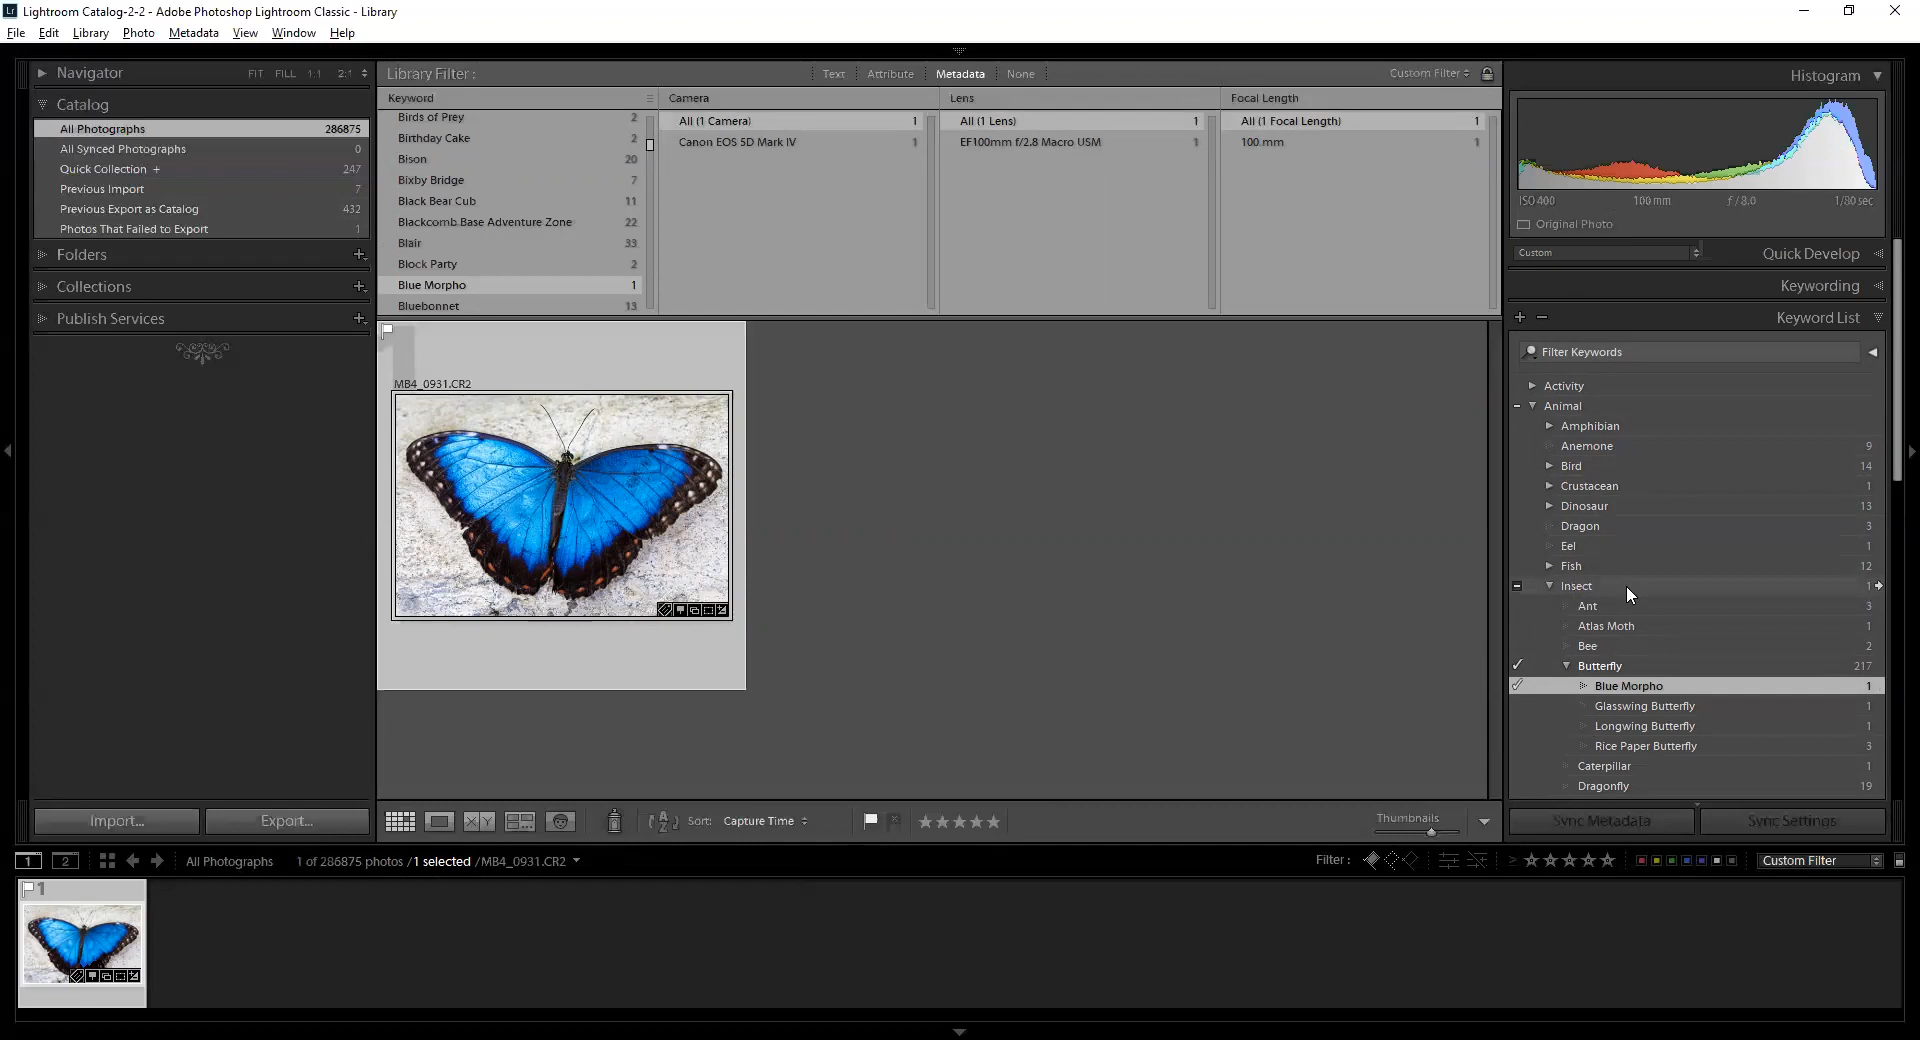 Lr Lightroom Catalog-2-2 - Adobe Photoshop Lightroom Classic - Library
File Edit Library Photo Metadata View Window Help
Navigator FIT FILL 1:1 2:1
Catalog
All Photographs 286875
All Synced Photographs 0
Quick Collection + 247
Previous Import 7
Previous Export as Catalog 432
Photos That Failed to Export 1
Folders +
Collections +
Publish Services +
Import... Export...
Library Filter : Text Attribute Metadata None Custom Filter
Keyword Camera Lens Focal Length
Birds of Prey 2
Birthday Cake 2
Bison 20
Bixby Bridge 7
Black Bear Cub 11
Blackcomb Base Adventure Zone 22
Blair 33
Block Party 2
Blue Morpho 1
Bluebonnet 13
All (1 Camera) 1
Canon EOS 5D Mark IV 1
All (1 Lens) 1
EF100mm f/2.8 Macro USM 1
All (1 Focal Length) 1
100 mm 1
1
MB4_0931.CR2
XY Sort: Capture Time Thumbnails
Histogram
ISO 400 100 mm f / 8.0 1/80 sec
Original Photo
Custom Quick Develop
Keywording
+ − Keyword List
Filter Keywords
Activity
Animal
Amphibian
Anemone 9
Bird 14
Crustacean 1
Dinosaur 13
Dragon 3
Eel 1
Fish 12
Insect 1
Ant 3
Atlas Moth 1
Bee 2
Butterfly 217
Blue Morpho 1
Glasswing Butterfly 1
Longwing Butterfly 1
Rice Paper Butterfly 3
Caterpillar 1
Dragonfly 19
Sync Metadata Sync Settings
1 2 All Photographs 1 of 286875 photos / 1 selected / MB4_0931.CR2 Filter : ≥ Custom Filter
1